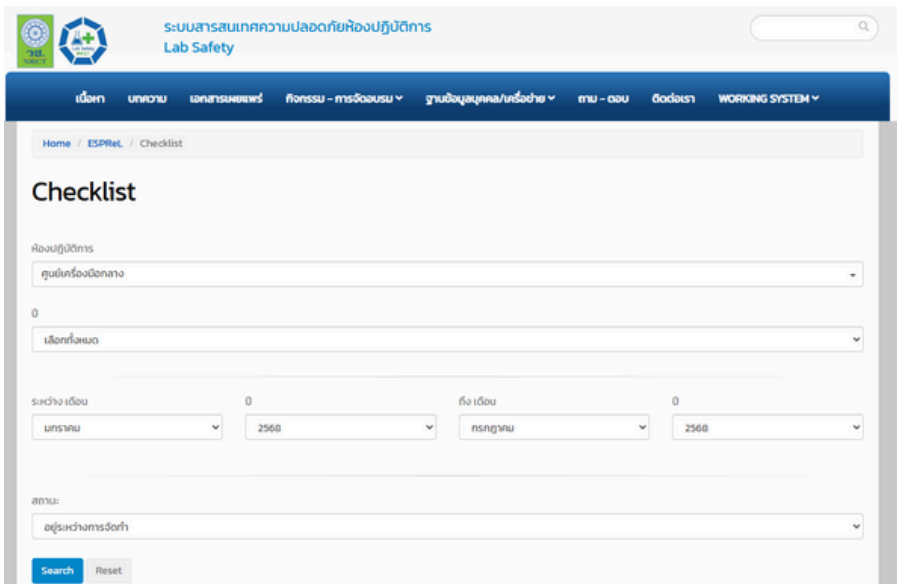 ระบบสารสนเทศความปลอดภัยห้องปฏิบัติการ
Lab Safety
วช.
NRCT
เนื้อหา บทความ เอกสารเผยแพร่ กิจกรรม - การจัดอบรม ฐานข้อมูลบุคคล/เครือข่าย ถาม - ตอบ ติดต่อเรา WORKING SYSTEM
Home / ESPReL / Checklist
Checklist
ห้องปฏิบัติการ
ศูนย์เครื่องมือกลาง
ปี
เลือกทั้งหมด
ระหว่าง เดือน ปี ถึง เดือน ปี
มกราคม 2568 กรกฎาคม 2568
สถานะ:
อยู่ระหว่างการจัดทำ
Search Reset